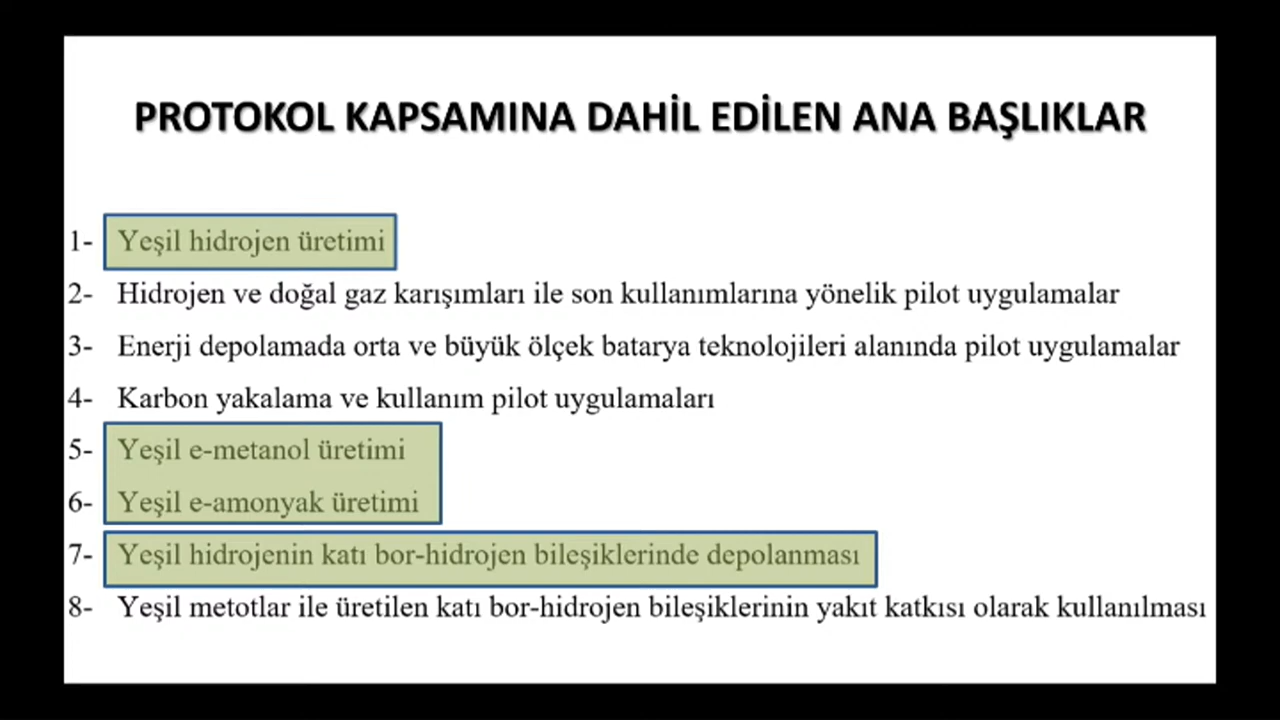 PROTOKOL KAPSAMINA DAHİL EDİLEN ANA BAŞLIKLAR
1- Yeşil hidrojen üretimi
2- Hidrojen ve doğal gaz karışımları ile son kullanımlarına yönelik pilot uygulamalar
3- Enerji depolamada orta ve büyük ölçek batarya teknolojileri alanında pilot uygulamalar
4- Karbon yakalama ve kullanım pilot uygulamaları
5- Yeşil e-metanol üretimi
6- Yeşil e-amonyak üretimi
7- Yeşil hidrojenin katı bor-hidrojen bileşiklerinde depolanması
8- Yeşil metotlar ile üretilen katı bor-hidrojen bileşiklerinin yakıt katkısı olarak kullanılması